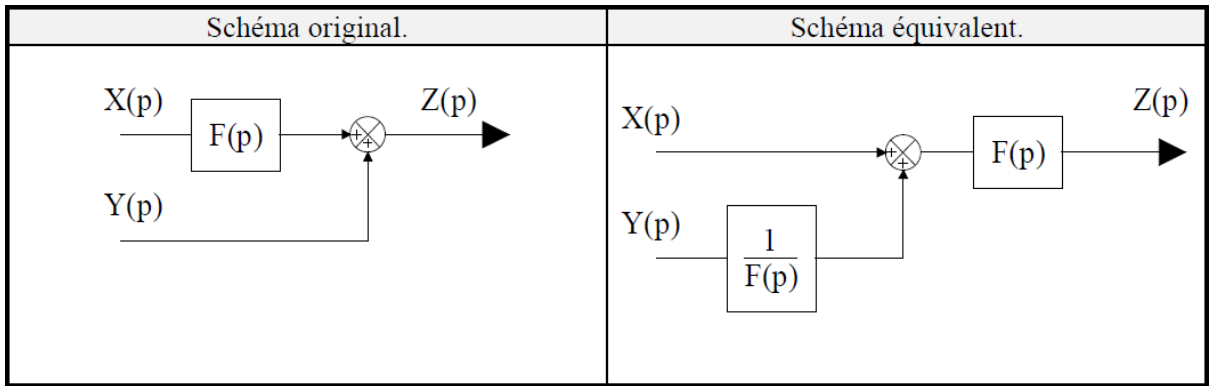 Schéma original.
Schéma équivalent.
X(p)
F(p)
Z(p)
+
+
Y(p)
X(p)
Z(p)
+
+
F(p)
Y(p)
1
F(p)